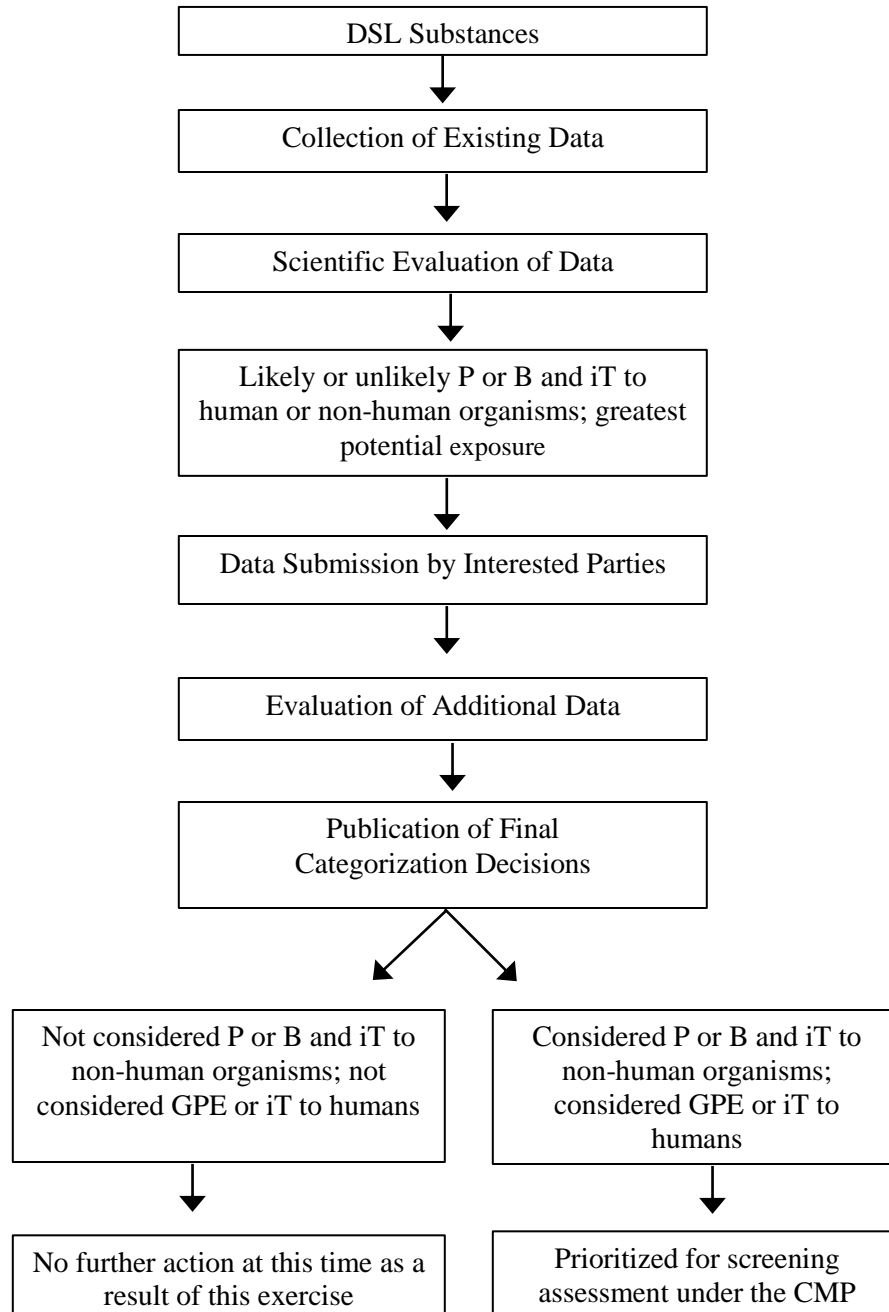 DSL Substances
Collection of Existing Data
Scientific Evaluation of Data
Likely or unlikely P or B and iT to
human or non-human organisms; greatest
potential exposure
Data Submission by Interested Parties
Evaluation of Additional Data
Publication of Final
Categorization Decisions
Not considered P or B and iT to
non-human organisms; not
considered GPE or iT to humans
Considered P or B and iT to
non-human organisms;
considered GPE or iT to
humans
No further action at this time as a
result of this exercise
Prioritized for screening
assessment under the CMP